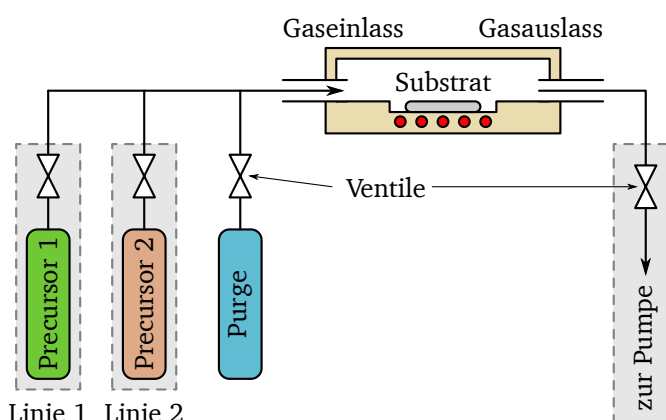 Gaseinlass
Gasauslass
Substrat
Ventile
Precursor 1
Precursor 2
Purge
zur Pumpe
Linie 1
Linie 2